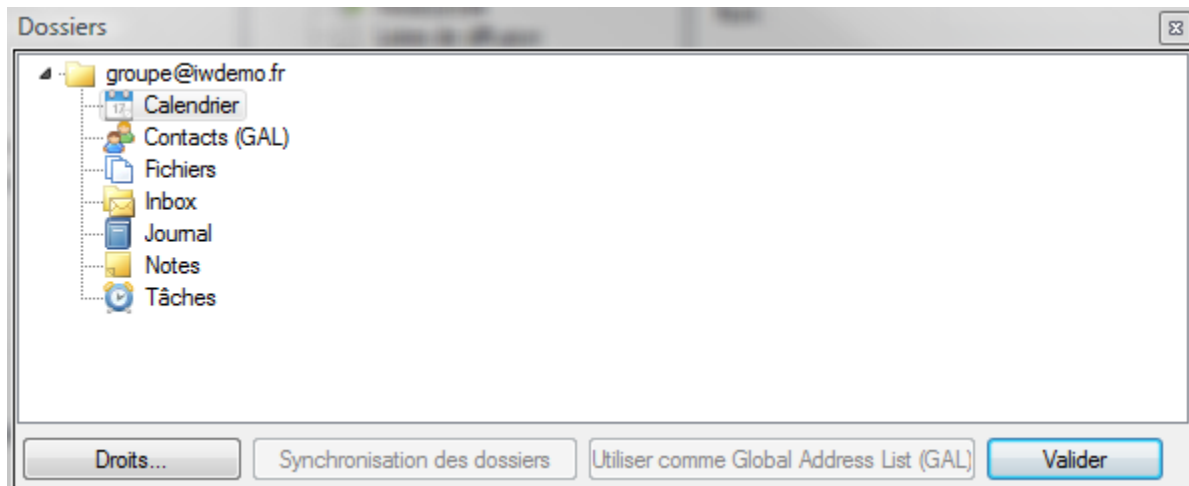 Dossiers
groupe@iwdemo.fr
Calendrier
Contacts (GAL)
Fichiers
Inbox
Journal
Notes
Tâches
Droits... Synchronisation des dossiers Utiliser comme Global Address List (GAL) Valider